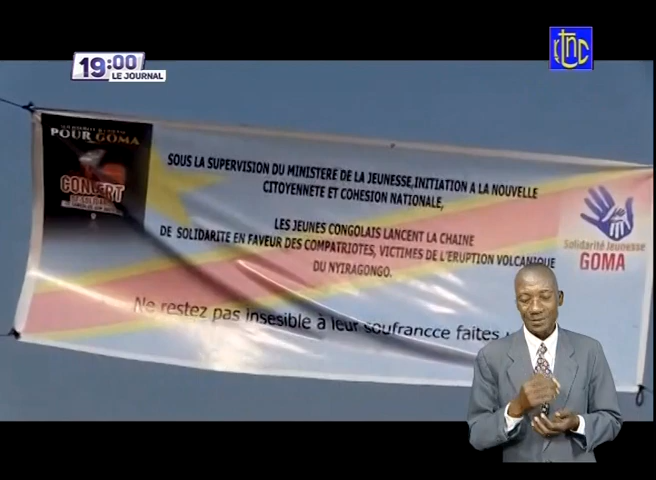 19:00
LE JOURNAL
rtnc
POUR GOMA
CONCERT
SOUS LA SUPERVISION DU MINISTERE DE LA JEUNESSE,INITIATION A LA NOUVELLE
CITOYENNETE ET COHESION NATIONALE,
LES JEUNES CONGOLAIS LANCENT LA CHAINE
DE SOLIDARITE EN FAVEUR DES COMPATRIOTES, VICTIMES DE L'ERUPTION VOLCANIQUE
DU NYIRAGONGO.
Ne restez pas insesible à leur souffrancce faites
Solidarité Jeunesse
GOMA